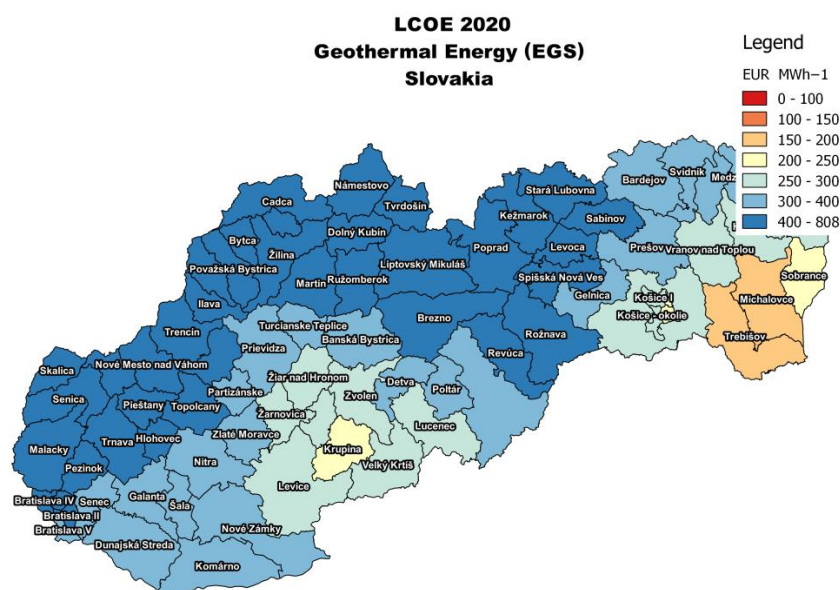 LCOE 2020
Geothermal Energy (EGS)
Slovakia
Legend
EUR MWh−1
0 - 100
100 - 150
150 - 200
200 - 250
250 - 300
300 - 400
400 - 808
Svidník
Bardejov
Medz
Námestovo
Stará Lubovna
Cadca
Tvrdošín
Kežmarok
Sabinov
Dolný Kubín
Bytca
Levoca
Prešov
Vranov nad Toplou
Žilina
Poprad
Považská Bystrica
Liptovský Mikuláš
Spišská Nová Ves
Sobrance
Martin
Ružomberok
Gelnica
Košice I
Michalovce
Ilava
Košice - okolie
Brezno
Rožnava
Turcianske Teplice
Trencín
Banská Bystrica
Trebišov
Prievidza
Revúca
Nové Mesto nad Váhom
Skalica
Žiar nad Hronom
Detva
Poltár
Partizánske
Zvolen
Senica
Pieštany
Topolcany
Žarnovica
Lucenec
Zlaté Moravce
Trnava
Hlohovec
Malacky
Krupina
Nitra
Velký Krtíš
Pezinok
Levice
Galanta
Bratislava IV
Senec
Šala
Bratislava II
Nové Zámky
Bratislava V
Dunajská Streda
Komárno